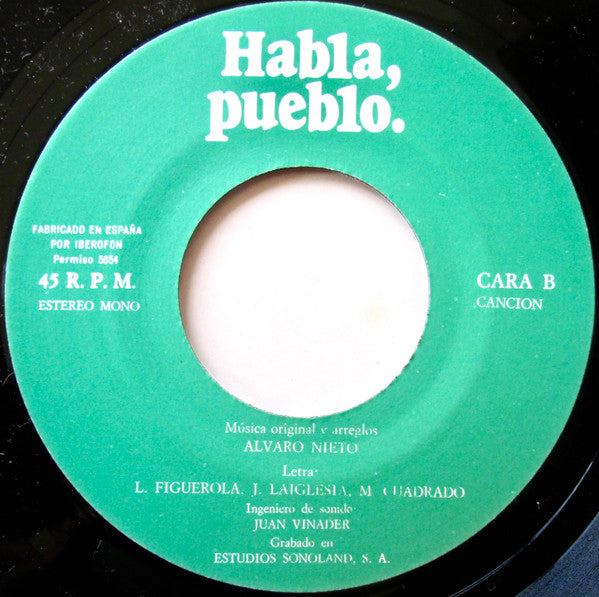 Habla,
pueblo.
FABRICADO EN ESPAÑA
POR IBEROFON
Permiso 5654
45 R. P. M.
ESTEREO MONO
CARA B
CANCION
Música original y arreglos
ALVARO NIETO
Letra:
L. FIGUEROLA, J. LAIGLESIA, M. CUADRADO
Ingeniero de sonido
JUAN VINADER
Grabado en
ESTUDIOS SONOLAND, S. A.